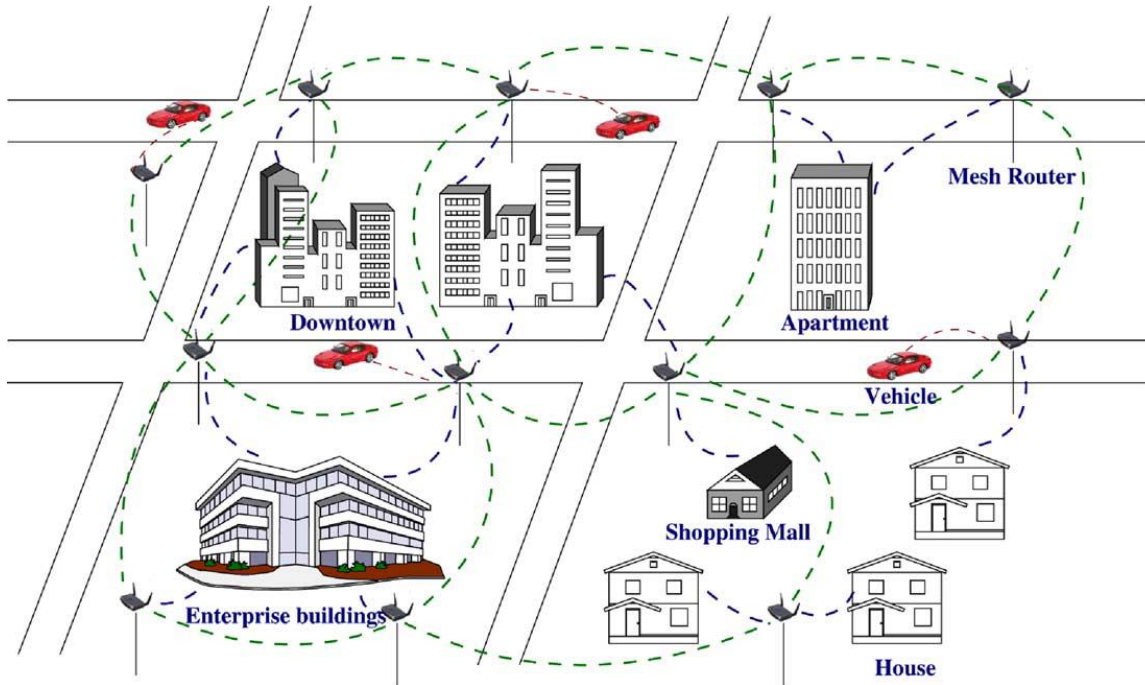 Mesh Router
Downtown
Apartment
Vehicle
Shopping Mall
Enterprise buildings
House